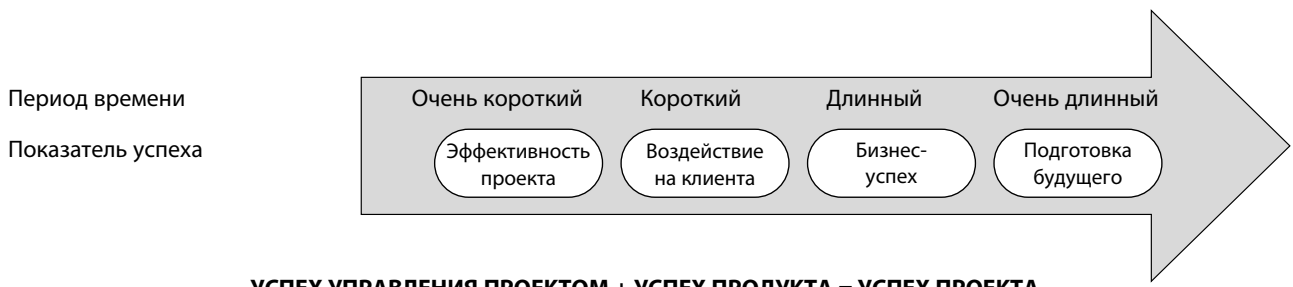 Период времени Очень короткий Короткий Длинный Очень длинный
Показатель успеха
Эффективность проекта
Воздействие на клиента
Бизнес-
успех
Подготовка будущего
УСПЕХ УПРАВЛЕНИЯ ПРОЕКТОМ + УСПЕХ ПРОДУКТА = УСПЕХ ПРОЕКТА